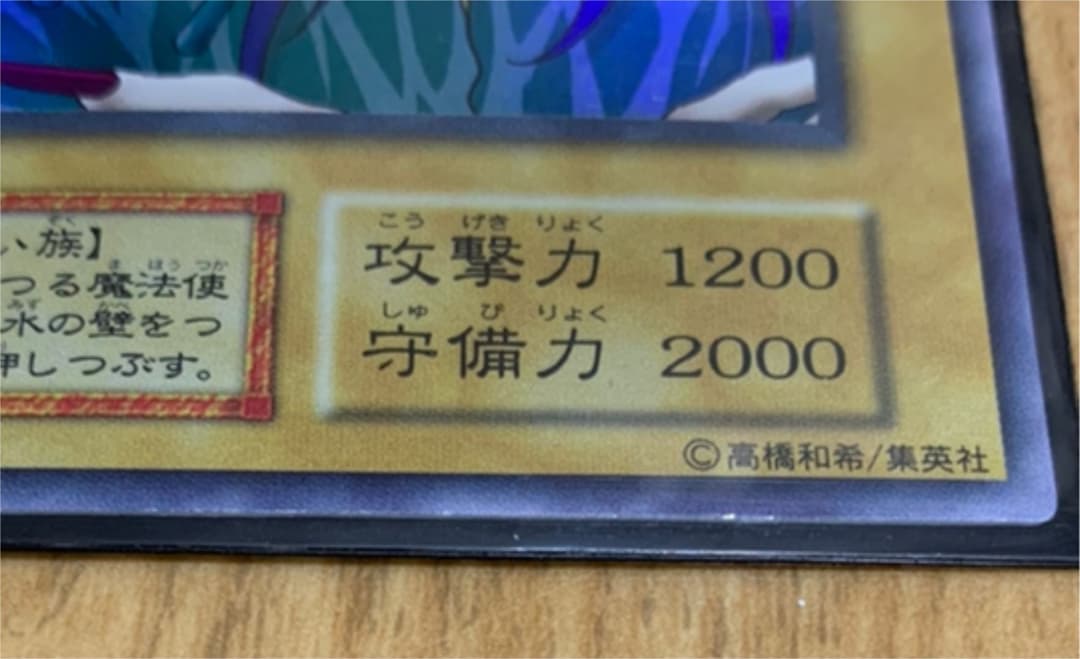 い族】
つる魔法使
水の壁をつ
押しつぶす。
攻撃力 1200
守備力 2000
©高橋和希/集英社